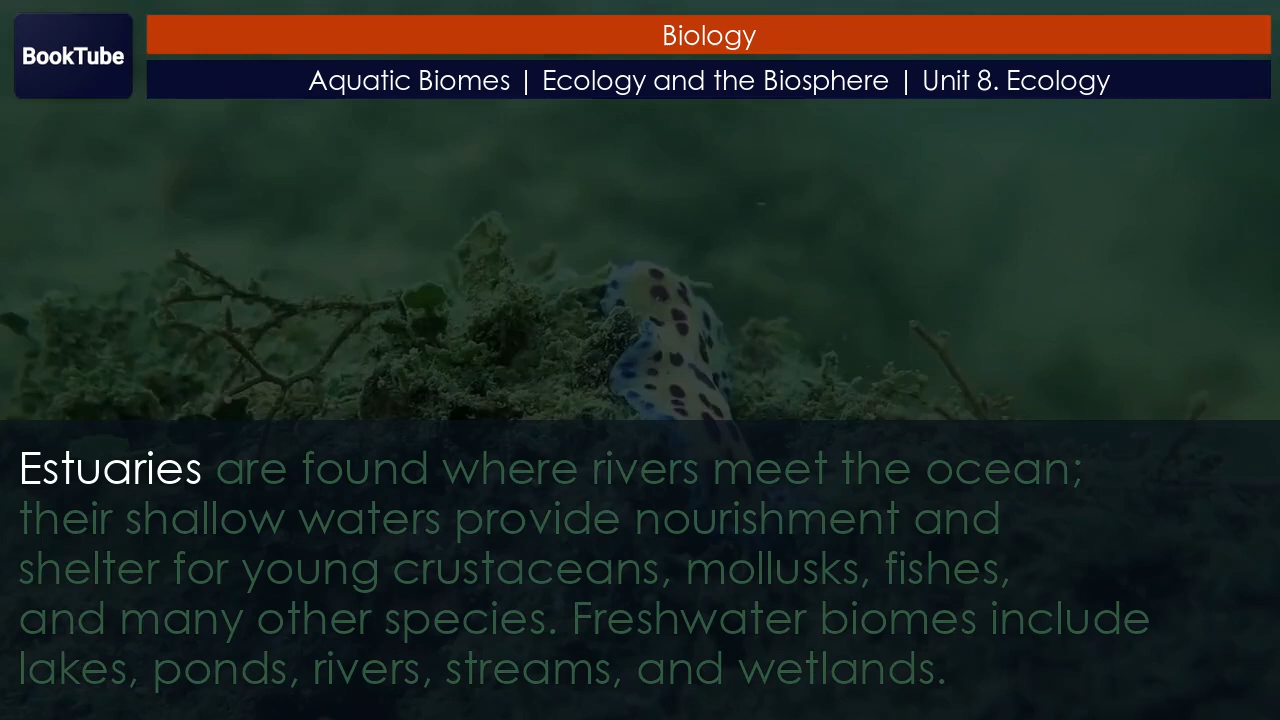 BookTube
Biology
Aquatic Biomes | Ecology and the Biosphere | Unit 8. Ecology
Estuaries are found where rivers meet the ocean;
their shallow waters provide nourishment and
shelter for young crustaceans, mollusks, fishes,
and many other species. Freshwater biomes include
lakes, ponds, rivers, streams, and wetlands.